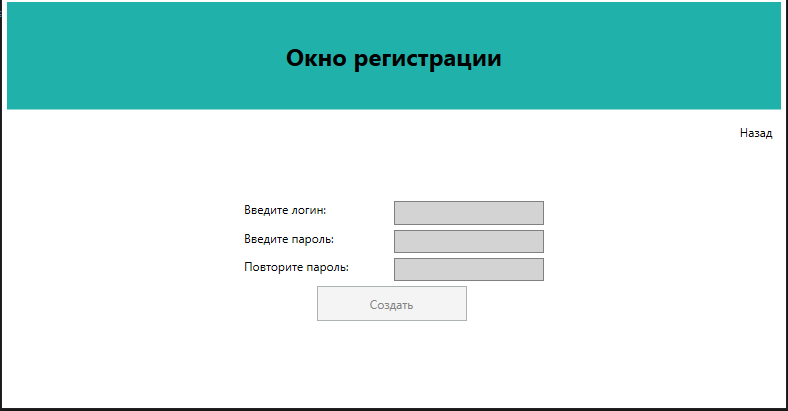 Окно регистрации
Назад
Введите логин:
Введите пароль:
Повторите пароль:
Создать